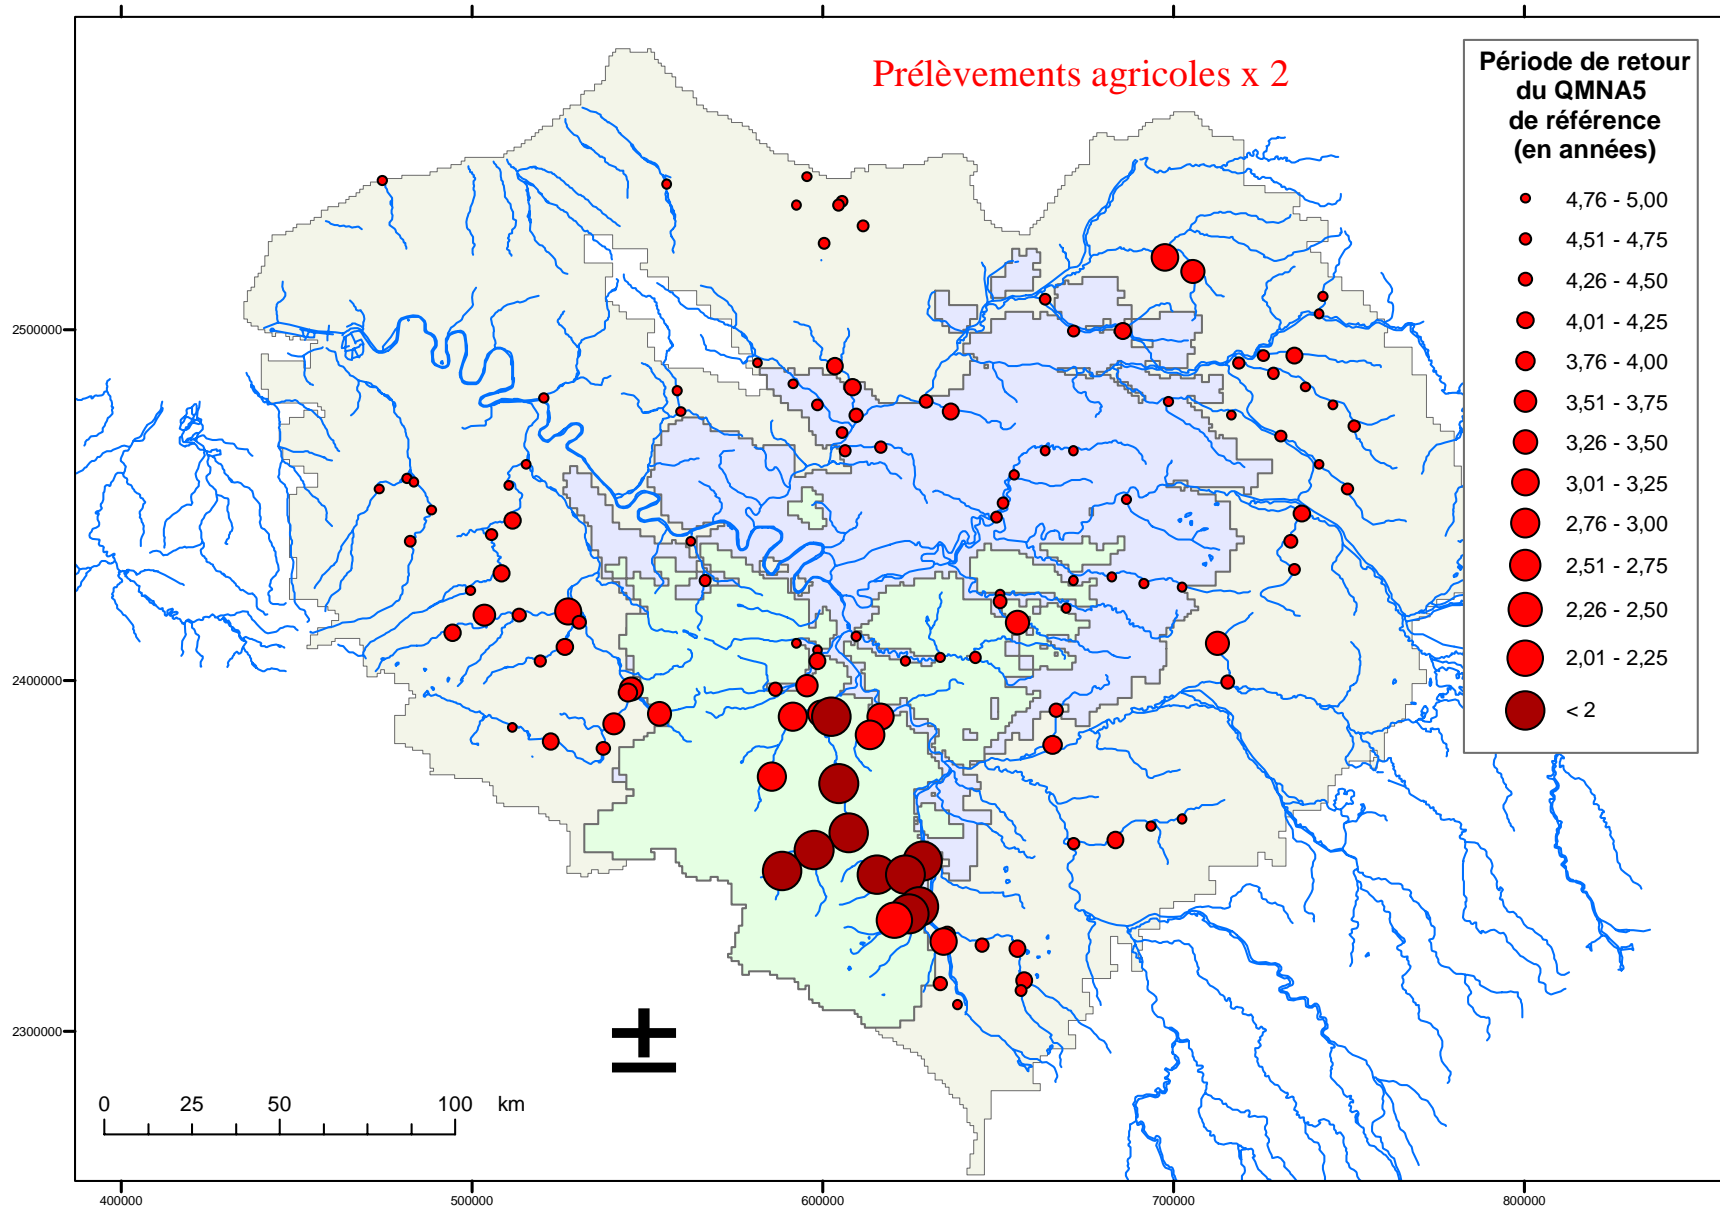 Prélèvements agricoles x 2
Période de retour
du QMNA5
de référence
(en années)
4,76 - 5,00
4,51 - 4,75
4,26 - 4,50
4,01 - 4,25
3,76 - 4,00
3,51 - 3,75
3,26 - 3,50
3,01 - 3,25
2,76 - 3,00
2,51 - 2,75
2,26 - 2,50
2,01 - 2,25
< 2
2500000
2400000
2300000
0 25 50 100 km
400000 500000 600000 700000 800000